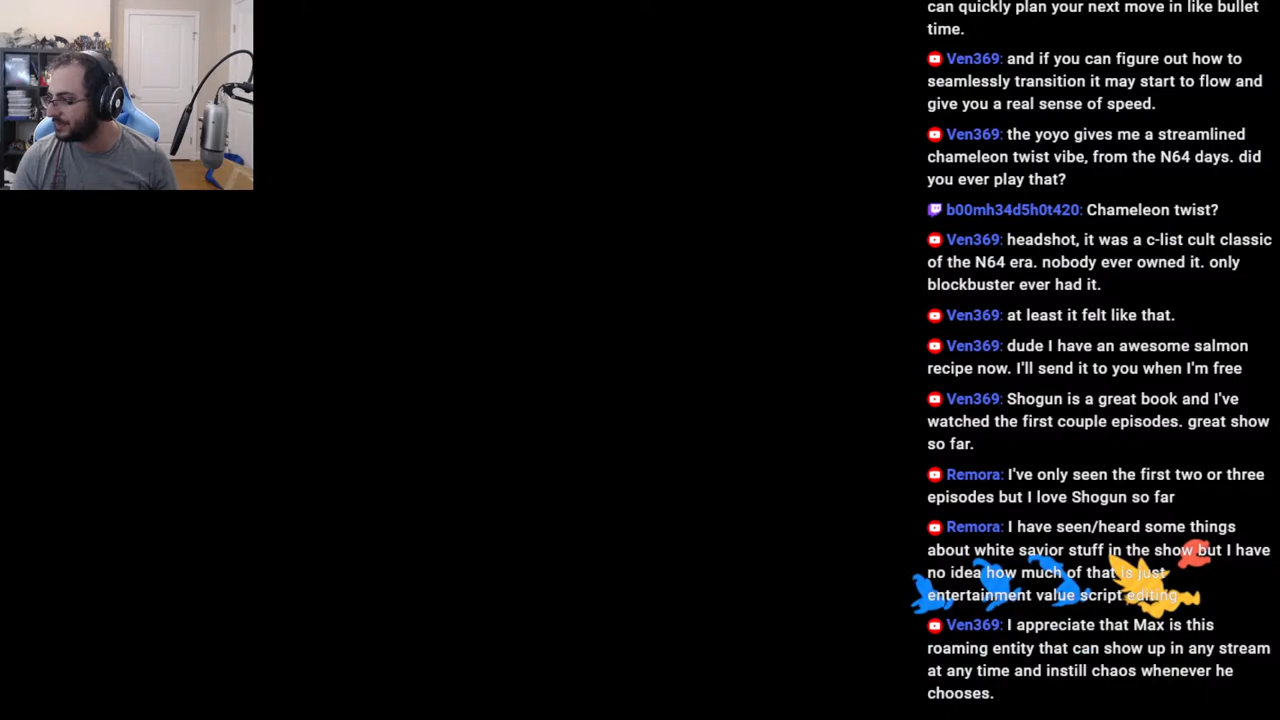 can quickly plan your next move in like bullet
time.
Ven369: and if you can figure out how to
seamlessly transition it may start to flow and
give you a real sense of speed.
Ven369: the yoyo gives me a streamlined
chameleon twist vibe, from the N64 days. did
you ever play that?
b00mh34d5h0t420: Chameleon twist?
Ven369: headshot, it was a c-list cult classic
of the N64 era. nobody ever owned it. only
blockbuster ever had it.
Ven369: at least it felt like that.
Ven369: dude I have an awesome salmon
recipe now. I'll send it to you when I'm free
Ven369: Shogun is a great book and I've
watched the first couple episodes. great show
so far.
Remora: I've only seen the first two or three
episodes but I love Shogun so far
Remora: I have seen/heard some things
about white savior stuff in the show but I have
no idea how much of that is just
entertainment value script editing
Ven369: I appreciate that Max is this
roaming entity that can show up in any stream
at any time and instill chaos whenever he
chooses.